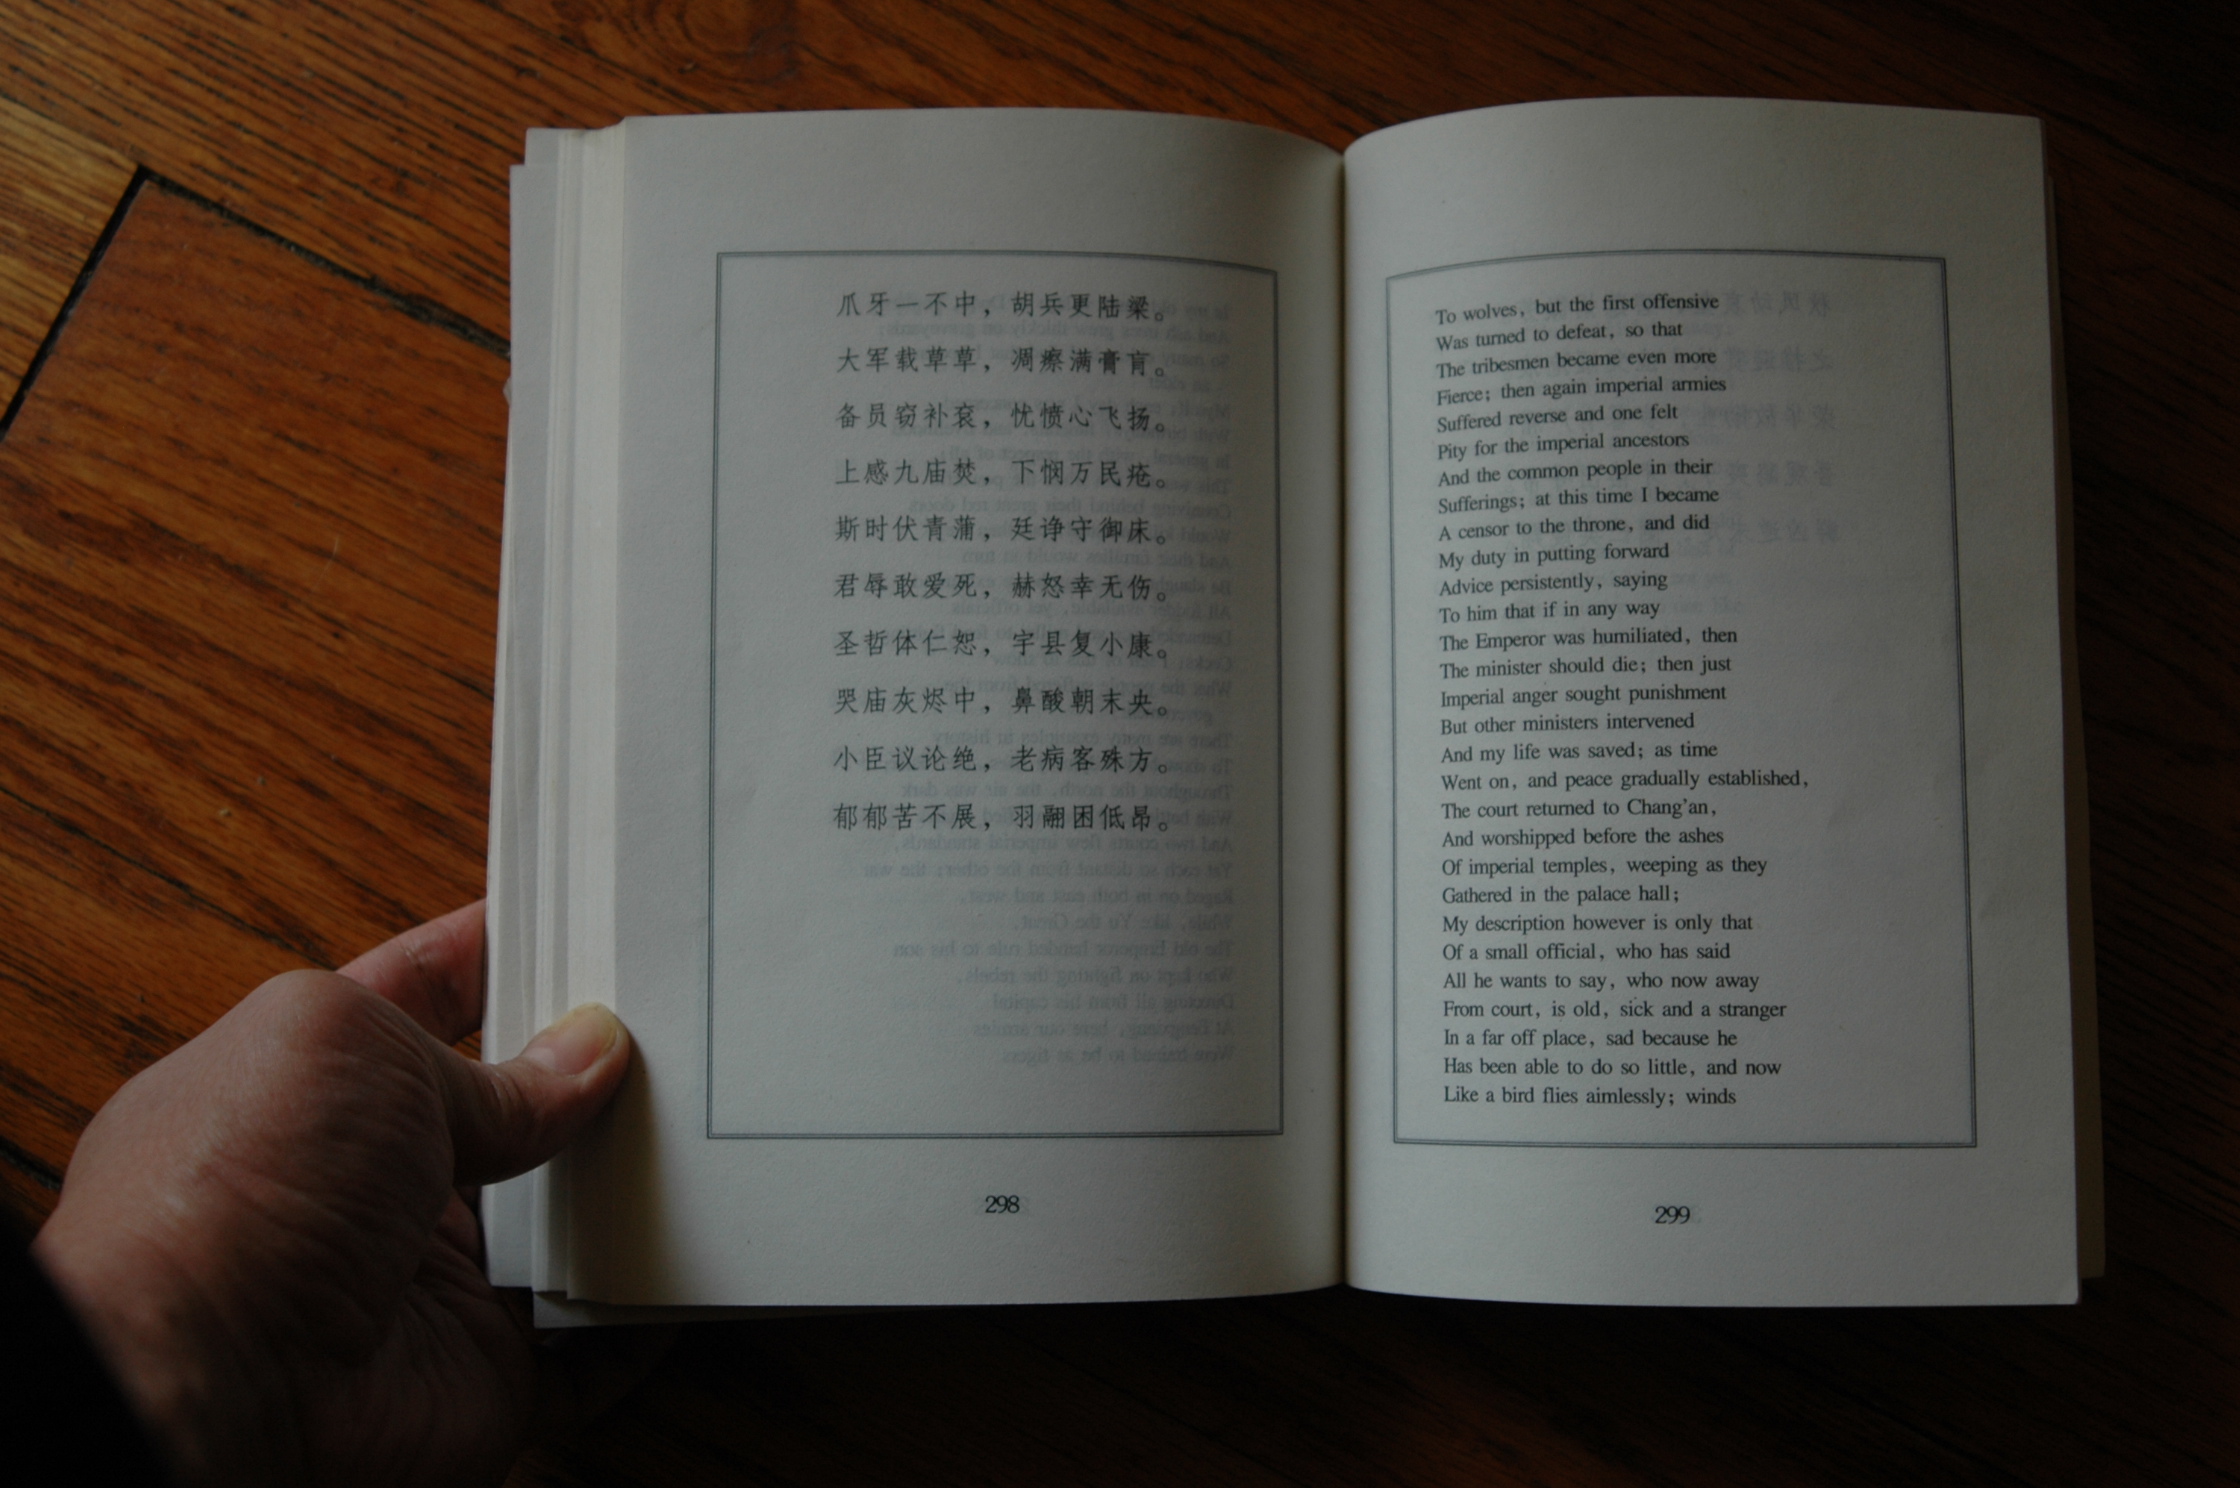 爪牙一不中，胡兵更陆梁。
大军载草草，凋瘵满膏肓。
备员窃补衮，忧愤心飞扬。
上感九庙焚，下悯万民疮。
斯时伏青蒲，廷诤守御床。
君辱敢爱死，赫怒幸无伤。
圣哲体仁恕，宇县复小康。
哭庙灰烬中，鼻酸朝未央。
小臣议论绝，老病客殊方。
郁郁苦不展，羽翮困低昂。
298
To wolves, but the first offensive
Was turned to defeat, so that
The tribesmen became even more
Fierce; then again imperial armies
Suffered reverse and one felt
Pity for the imperial ancestors
And the common people in their
Sufferings; at this time I became
A censor to the throne, and did
My duty in putting forward
Advice persistently, saying
To him that if in any way
The Emperor was humiliated, then
The minister should die; then just
Imperial anger sought punishment
But other ministers intervened
And my life was saved; as time
Went on, and peace gradually established,
The court returned to Chang'an,
And worshipped before the ashes
Of imperial temples, weeping as they
Gathered in the palace hall;
My description however is only that
Of a small official, who has said
All he wants to say, who now away
From court, is old, sick and a stranger
In a far off place, sad because he
Has been able to do so little, and now
Like a bird flies aimlessly; winds
299